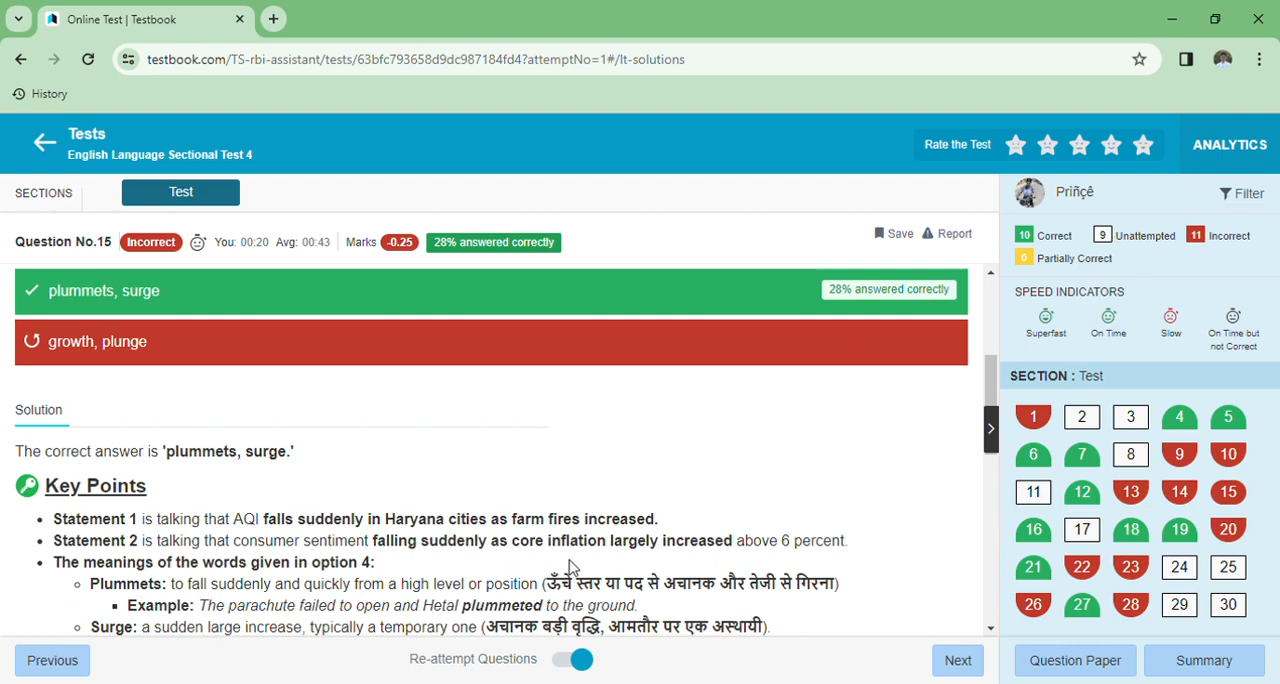 Online Test | Testbook
testbook.com/TS-rbi-assistant/tests/63bfc793658d9dc987184fd4?attemptNo=1#/lt-solutions
History
Tests
English Language Sectional Test 4
Rate the Test
ANALYTICS
SECTIONS
Test
Question No.15 Incorrect You: 00:20 Avg: 00:43 Marks -0.25 28% answered correctly
Save Report
plummets, surge
28% answered correctly
growth, plunge
Solution
The correct answer is 'plummets, surge.'
Key Points
• Statement 1 is talking that AQI falls suddenly in Haryana cities as farm fires increased.
• Statement 2 is talking that consumer sentiment falling suddenly as core inflation largely increased above 6 percent.
• The meanings of the words given in option 4:
Plummets: to fall suddenly and quickly from a high level or position (ऊँचे स्तर या पद से अचानक और तेजी से गिरना)
Example: The parachute failed to open and Hetal plummeted to the ground.
Surge: a sudden large increase, typically a temporary one (अचानक बड़ी वृद्धि, आमतौर पर एक अस्थायी).
Previous
Re-attempt Questions
Next
Priñçê
Filter
10 Correct 9 Unattempted 11 Incorrect
0 Partially Correct
SPEED INDICATORS
Superfast On Time Slow On Time but
not Correct
SECTION : Test
1 2 3 4 5
6 7 8 9 10
11 12 13 14 15
16 17 18 19 20
21 22 23 24 25
26 27 28 29 30
Question Paper Summary